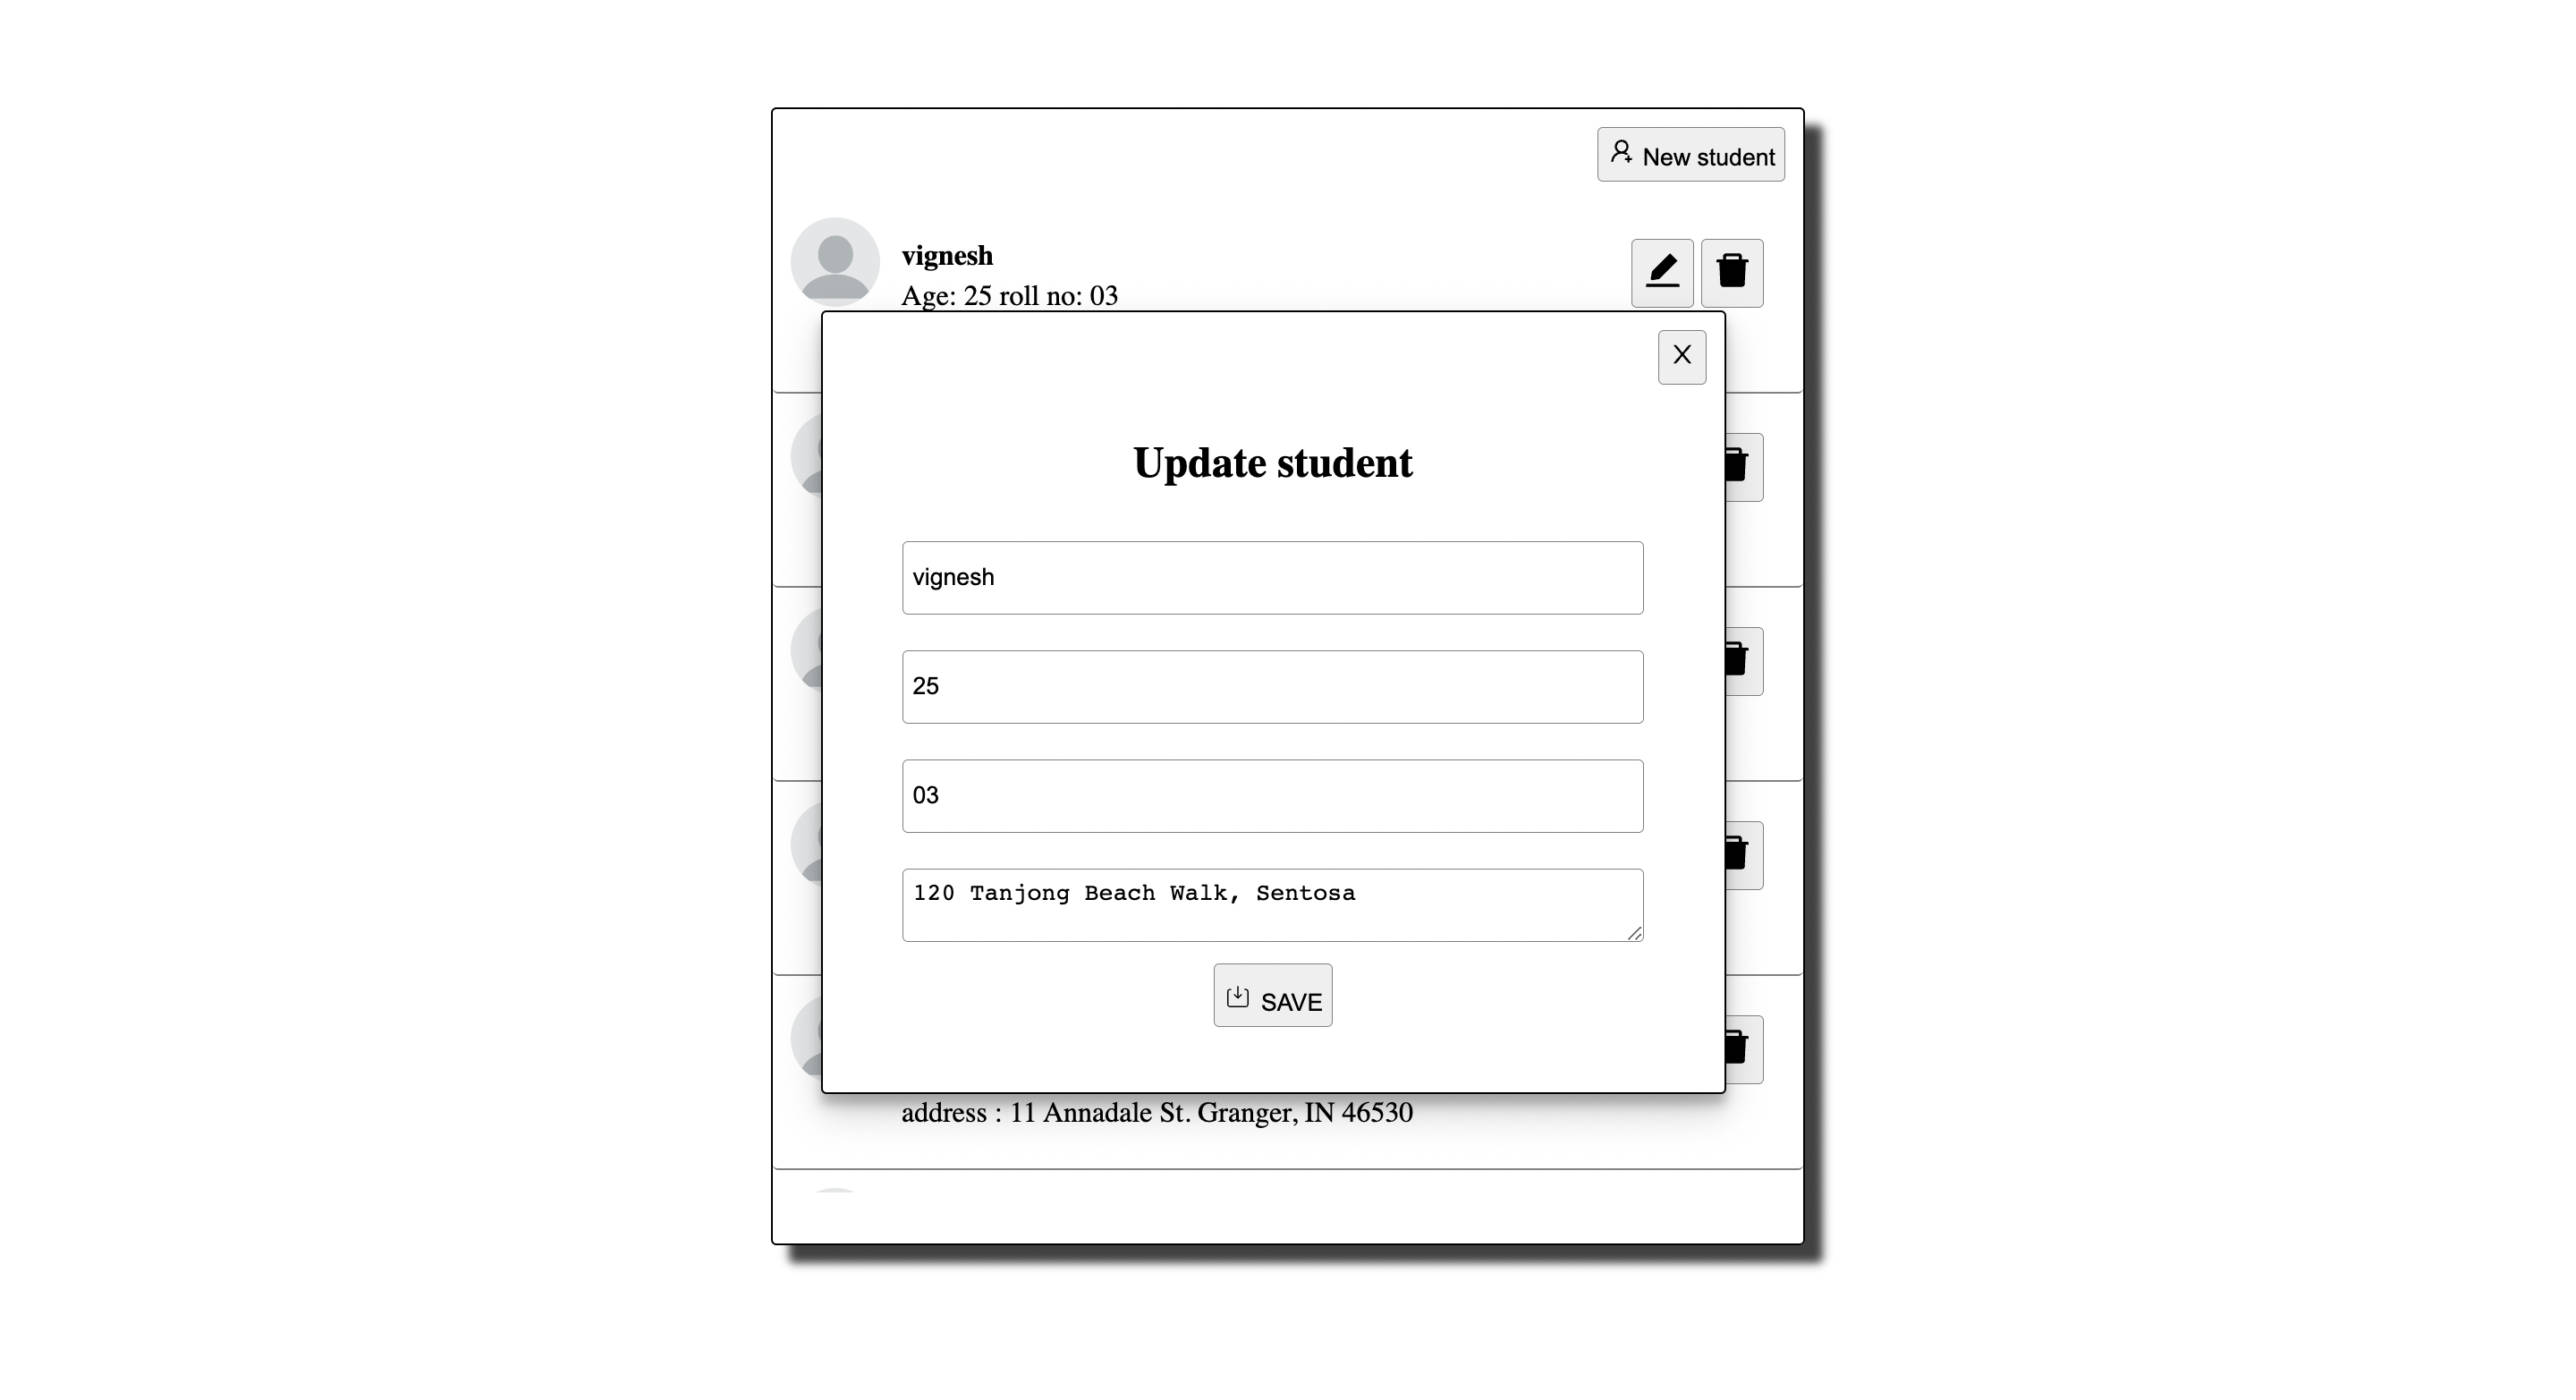 New student
vignesh
Age: 25 roll no: 03
X
Update student
vignesh
25
03
120 Tanjong Beach Walk, Sentosa
SAVE
address : 11 Annadale St. Granger, IN 46530